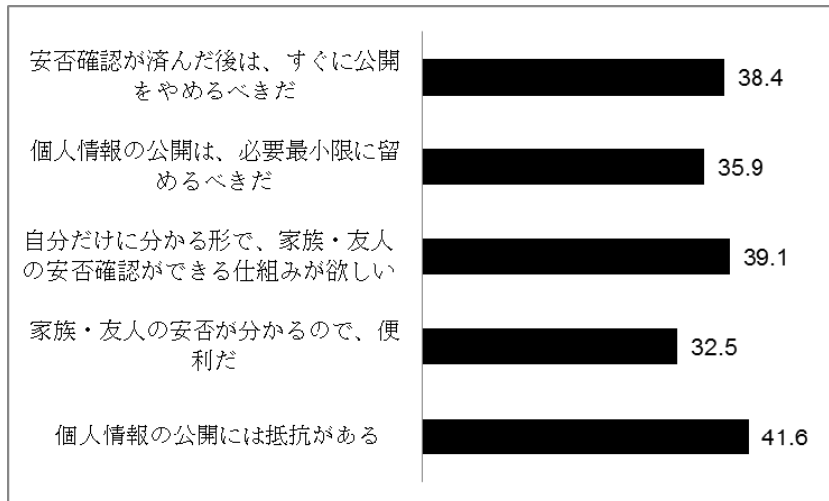 安否確認が済んだ後は、すぐに公開
をやめるべきだ
38.4
個人情報の公開は、必要最小限に留
めるべきだ
35.9
自分だけに分かる形で、家族・友人
の安否確認ができる仕組みが欲しい
39.1
家族・友人の安否が分かるので、便
利だ
32.5
個人情報の公開には抵抗がある
41.6